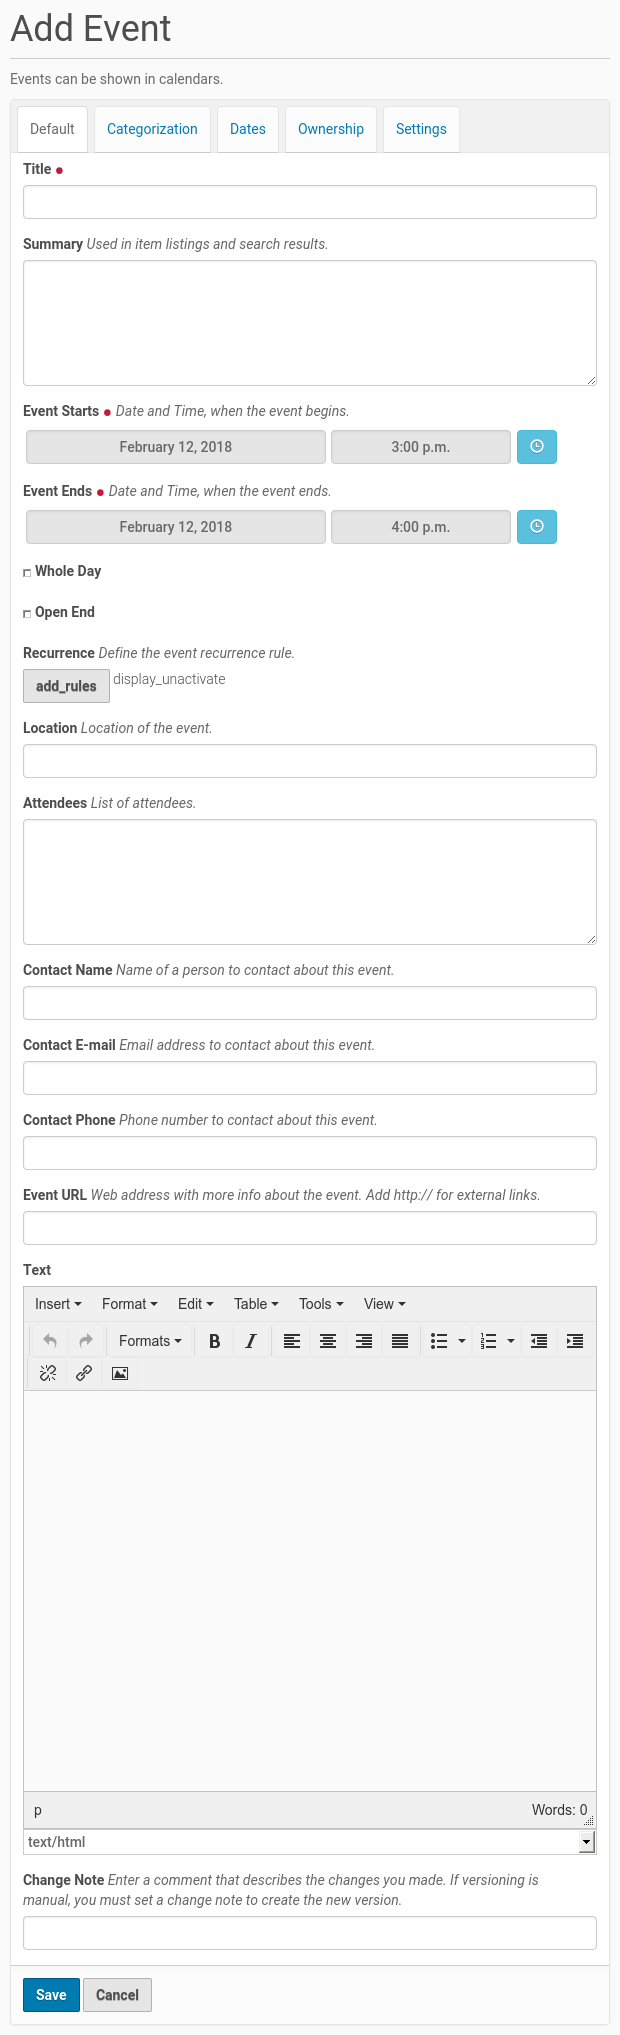 Add Event
Events can be shown in calendars.
Default Categorization Dates Ownership Settings
Title
Summary Used in item listings and search results.
Event Starts Date and Time, when the event begins.
February 12, 2018 3:00 p.m.
Event Ends Date and Time, when the event ends.
February 12, 2018 4:00 p.m.
Whole Day
Open End
Recurrence Define the event recurrence rule.
add_rules display_unactivate
Location Location of the event.
Attendees List of attendees.
Contact Name Name of a person to contact about this event.
Contact E-mail Email address to contact about this event.
Contact Phone Phone number to contact about this event.
Event URL Web address with more info about the event. Add http:// for external links.
Text
Insert Format Edit Table Tools View
Formats B I
p Words: 0
text/html
Change Note Enter a comment that describes the changes you made. If versioning is
manual, you must set a change note to create the new version.
Save Cancel